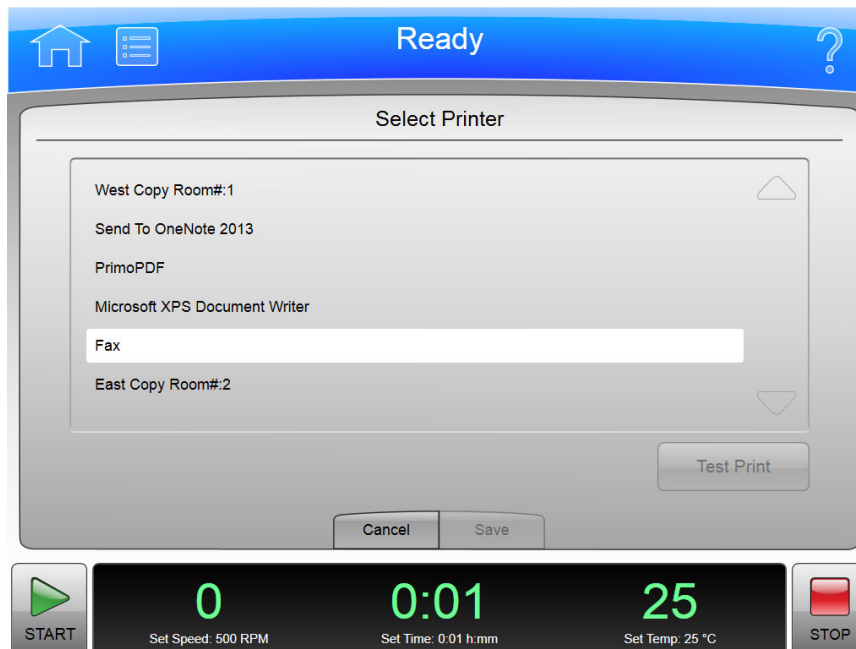 Ready
?
Select Printer
West Copy Room#:1
Send To OneNote 2013
PrimoPDF
Microsoft XPS Document Writer
Fax
East Copy Room#:2
Test Print
Cancel Save
START 0 0:01 25 STOP
Set Speed: 500 RPM Set Time: 0:01 h:mm Set Temp: 25 °C